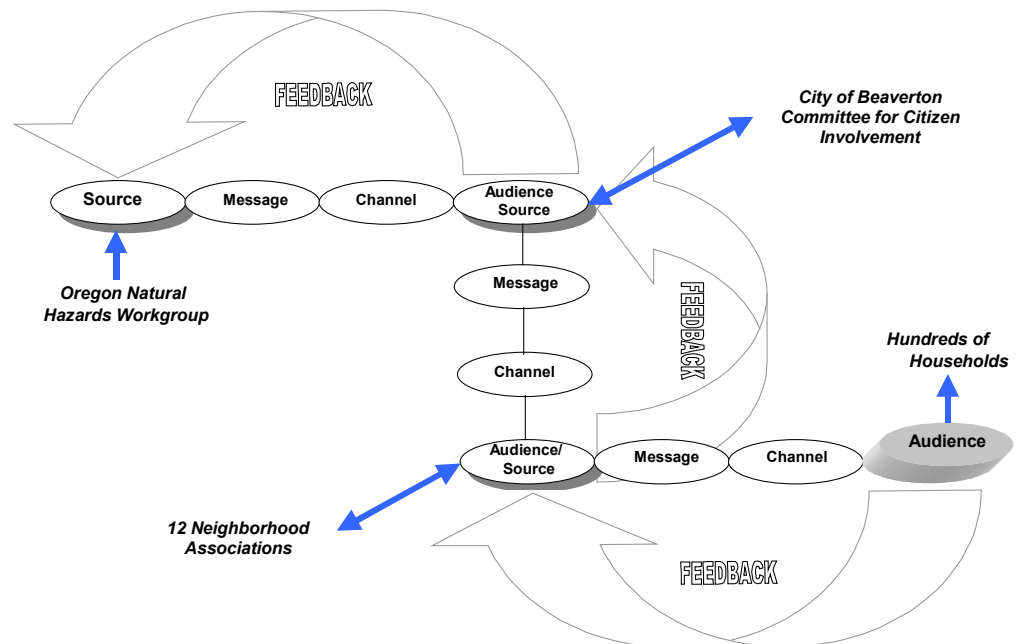 FEEDBACK
City of Beaverton
Committee for Citizen
Involvement
Source
Message
Channel
Audience
Source
Oregon Natural
Hazards Workgroup
Message
FEEDBACK
Channel
Hundreds of
Households
Audience/
Source
Message
Channel
Audience
12 Neighborhood
Associations
FEEDBACK